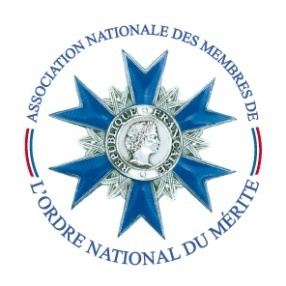 ASSOCIATION NATIONALE DES MEMBRES DE
L'ORDRE NATIONAL DU MÉRITE
RÉPUBLIQUE FRANÇAISE